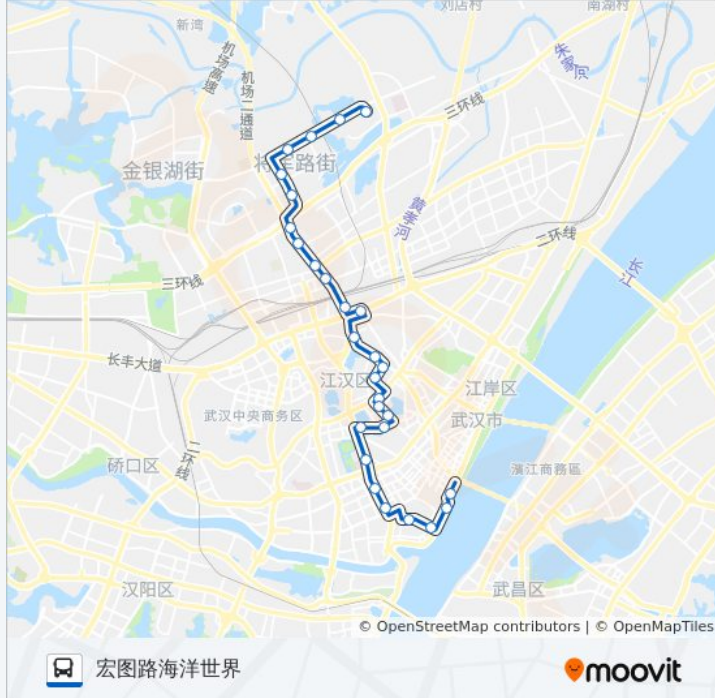 刘店村
南湖村
新湾
机场高速
机场二通道
朱家河
三环线
金银湖街
将军路街
黄孝河
二环线
长江
三环线
长丰大道
江汉区
江岸区
武汉中央商务区
武汉市
硚口区
二环线
濱江商務區
汉阳区
武昌区
© OpenStreetMap contributors | © OpenMapTiles
宏图路海洋世界
moovit